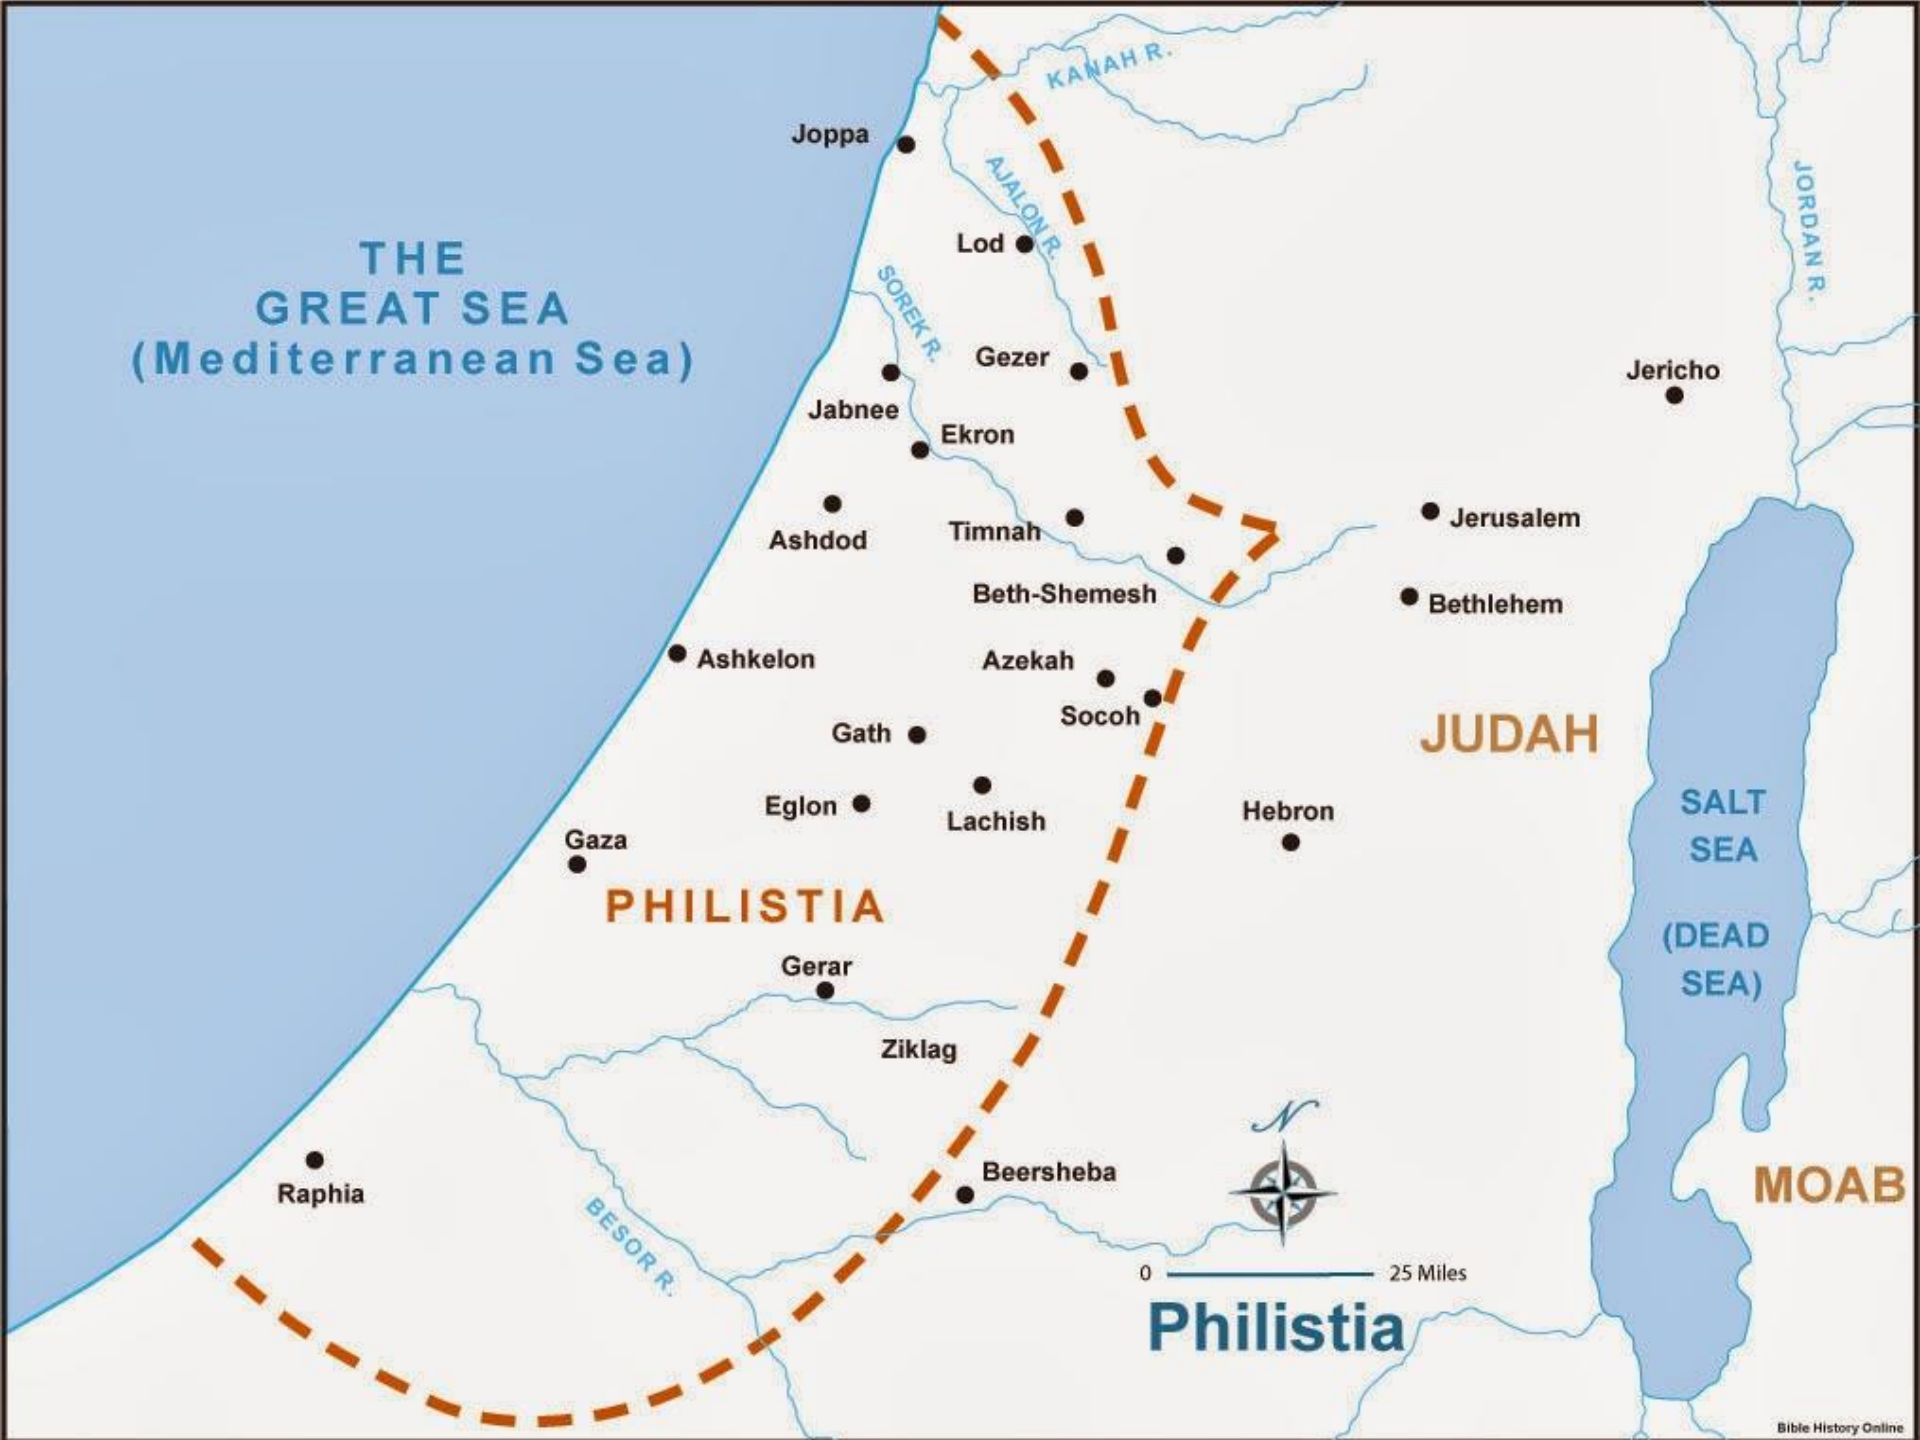 KANAH R.
Joppa
AJALON R.
JORDAN R.
Lod
THE
GREAT SEA
(Mediterranean Sea)
SOREK R.
Gezer
Jericho
Jabnee
Ekron
Ashdod
Timnah
Jerusalem
Beth-Shemesh
Bethlehem
Ashkelon
Azekah
Socoh
Gath
JUDAH
Eglon
Lachish
Hebron
SALT
SEA
(DEAD
SEA)
Gaza
PHILISTIA
Gerar
Ziklag
N
Raphia
Beersheba
MOAB
BESOR R.
0 25 Miles
Philistia
Bible History Online